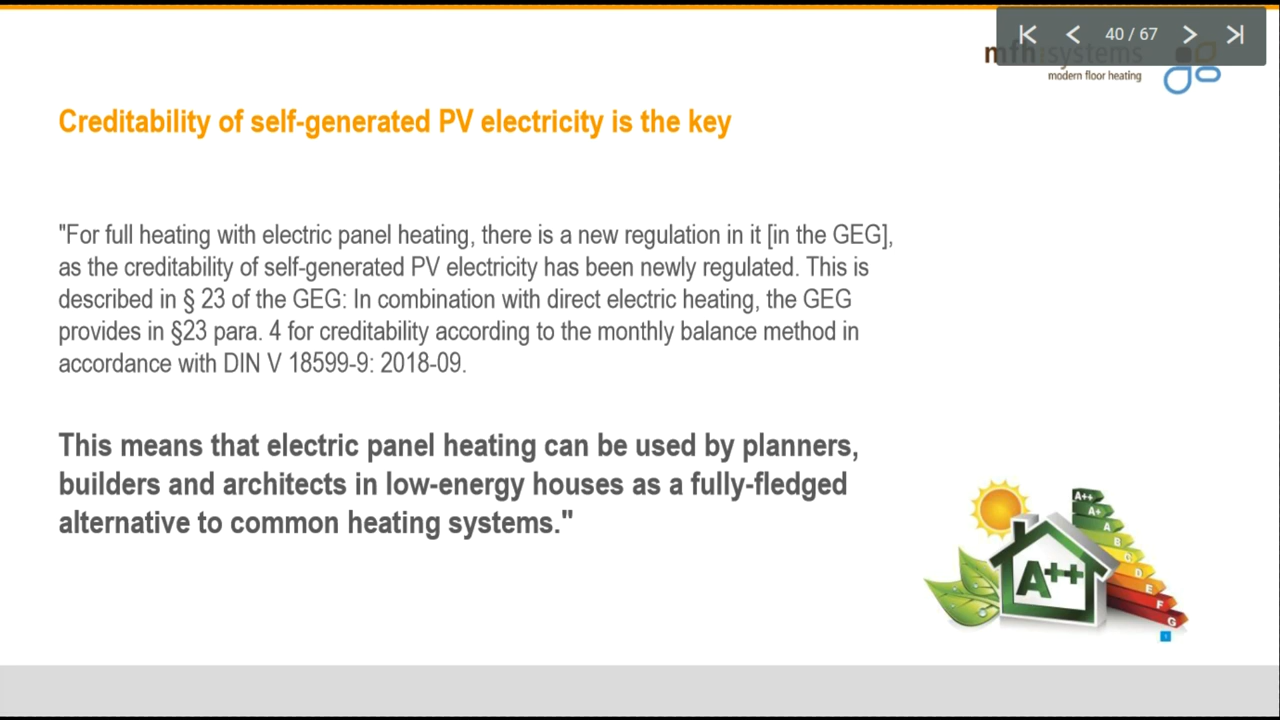 40 / 67
mfh systems
modern floor heating
Creditability of self-generated PV electricity is the key
"For full heating with electric panel heating, there is a new regulation in it [in the GEG],
as the creditability of self-generated PV electricity has been newly regulated. This is
described in § 23 of the GEG: In combination with direct electric heating, the GEG
provides in §23 para. 4 for creditability according to the monthly balance method in
accordance with DIN V 18599-9: 2018-09.
This means that electric panel heating can be used by planners,
builders and architects in low-energy houses as a fully-fledged
alternative to common heating systems."
A++
A+
A
B
C
D
E
F
G
A++